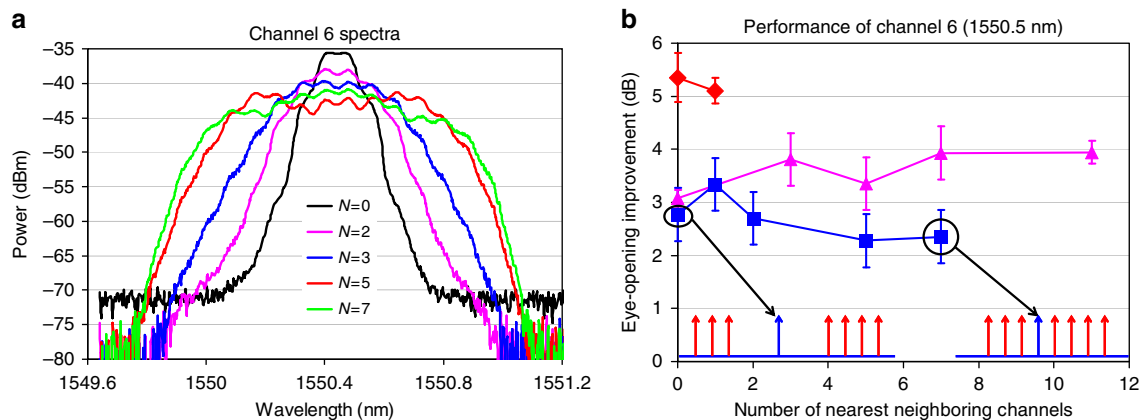 a
Channel 6 spectra
−35
−40
−45
−50
−55
−60
−65
−70
−75
−80
Power (dBm)
N=0
N=2
N=3
N=5
N=7
1549.6
1550
1550.4
1550.8
1551.2
Wavelength (nm)
b
Performance of channel 6 (1550.5 nm)
6
5
4
3
2
1
0
Eye-opening improvement (dB)
0
2
4
6
8
10
12
Number of nearest neighboring channels